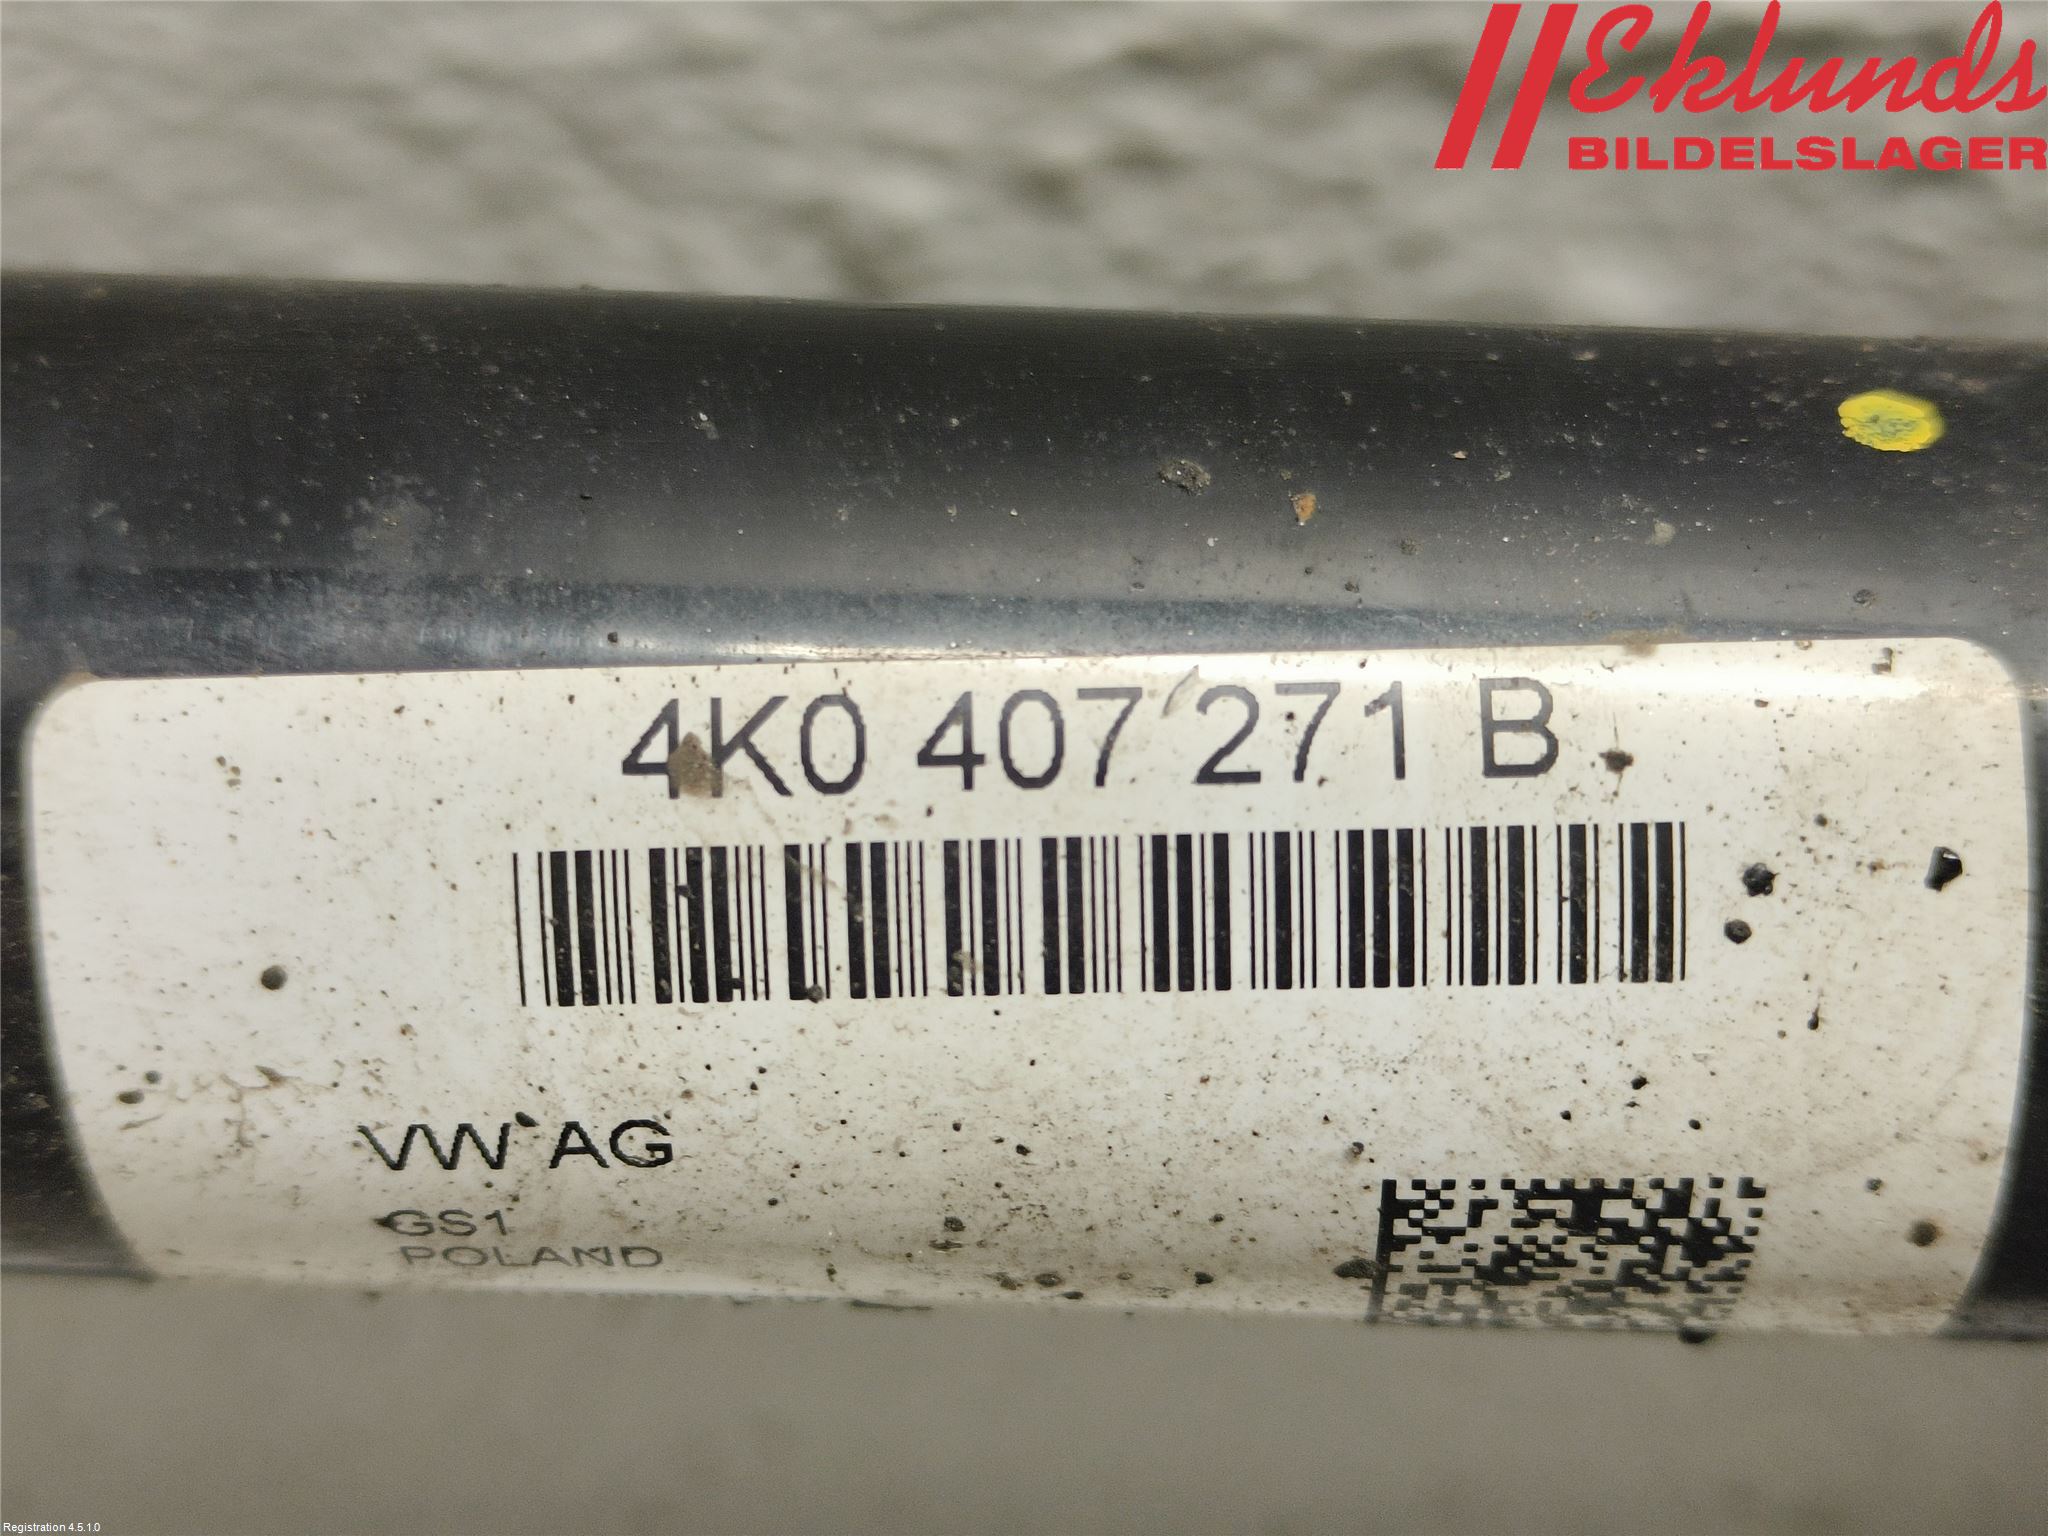 Eklunds
BILDELSLAGER
4K0 407 271 B
VW AG
GS1
POLAND
Registration 4.5.1.0